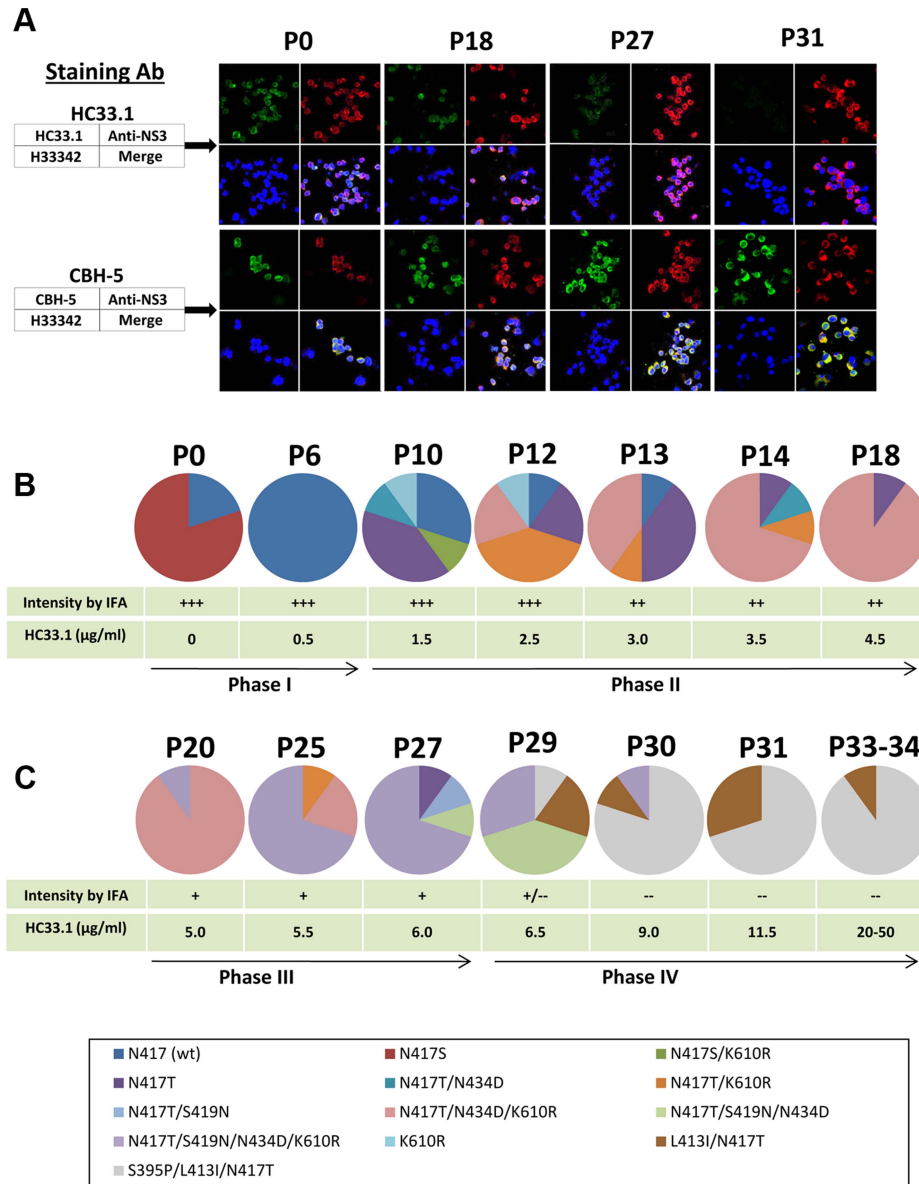 A
P0 P18 P27 P31
Staining Ab
HC33.1
HC33.1 Anti-NS3
H33342 Merge
CBH-5
CBH-5 Anti-NS3
H33342 Merge
B
P0 P6 P10 P12 P13 P14 P18
Intensity by IFA +++ +++ +++ +++ ++ ++ ++
HC33.1 (µg/ml) 0 0.5 1.5 2.5 3.0 3.5 4.5
Phase I Phase II
C
P20 P25 P27 P29 P30 P31 P33-34
Intensity by IFA + + + +/-- -- -- --
HC33.1 (µg/ml) 5.0 5.5 6.0 6.5 9.0 11.5 20-50
Phase III Phase IV
N417 (wt) N417S N417S/K610R
N417T N417T/N434D N417T/K610R
N417T/S419N N417T/N434D/K610R N417T/S419N/N434D
N417T/S419N/N434D/K610R K610R L413I/N417T
S395P/L413I/N417T